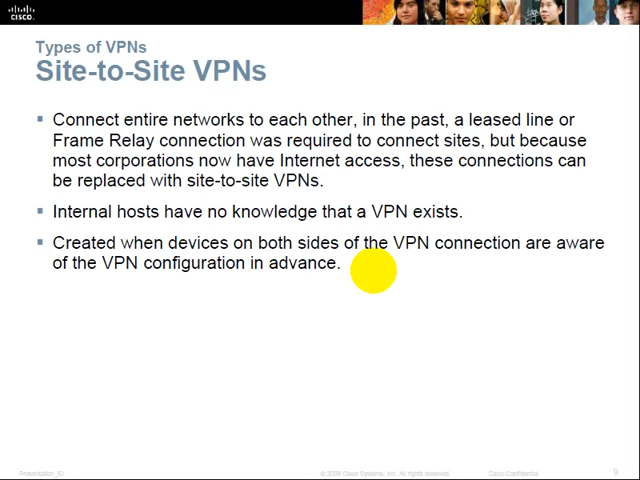 CISCO
Types of VPNs
Site-to-Site VPNs
Connect entire networks to each other, in the past, a leased line or
Frame Relay connection was required to connect sites, but because
most corporations now have Internet access, these connections can
be replaced with site-to-site VPNs.
Internal hosts have no knowledge that a VPN exists.
Created when devices on both sides of the VPN connection are aware
of the VPN configuration in advance.
Presentation_ID
© 2008 Cisco Systems, Inc. All rights reserved.
Cisco Confidential
9